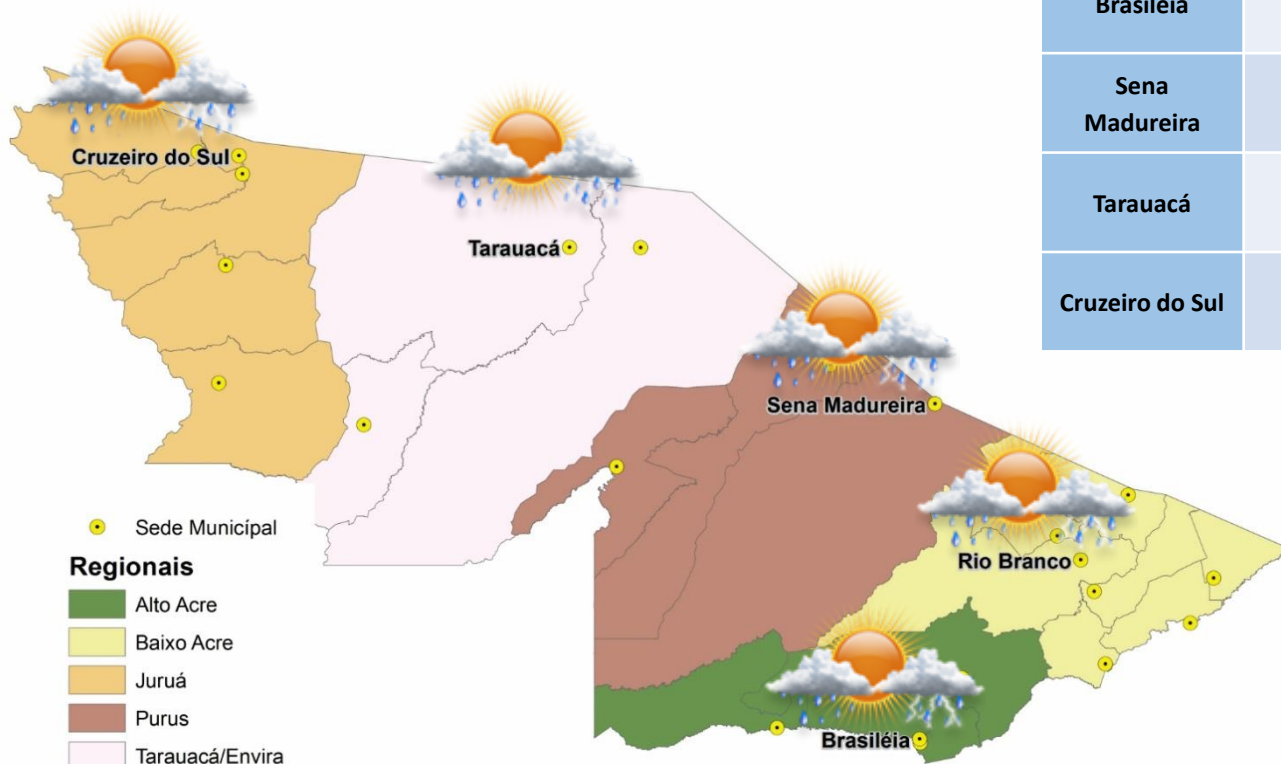 Brasiléia
Sena
Madureira
Tarauacá
Cruzeiro do Sul
Cruzeiro do Sul
Tarauacá
Sena Madureira
Rio Branco
Brasiléia
Sede Municípal
Regionais
Alto Acre
Baixo Acre
Juruá
Purus
Tarauacá/Envira